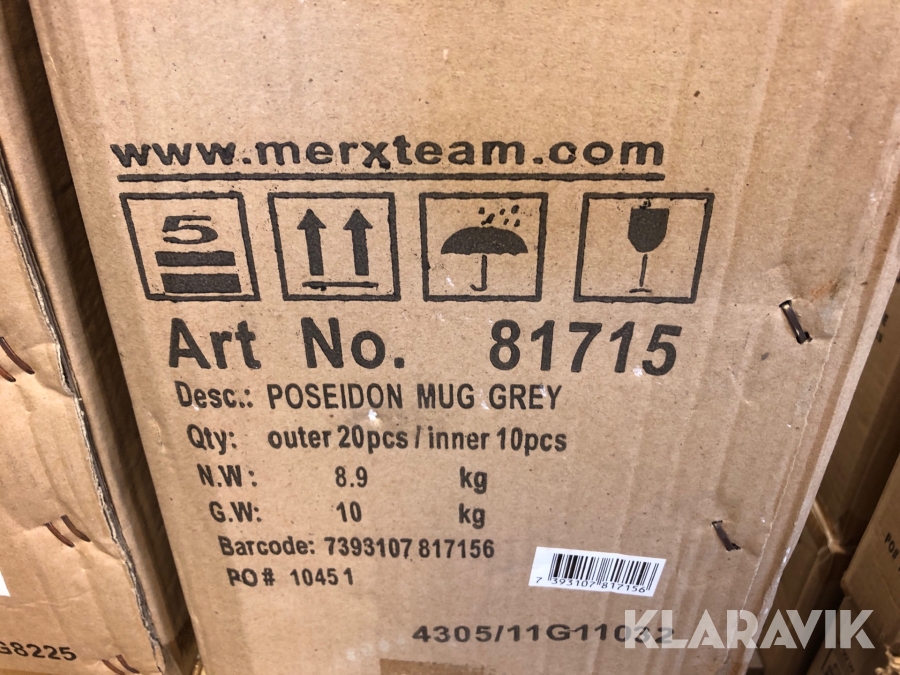 www.merxteam.com
5
Art No. 81715
Desc.: POSEIDON MUG GREY
Qty: outer 20pcs / inner 10pcs
N.W: 8.9 kg
G.W: 10 kg
Barcode: 7393107 817156
PO# 10451
7 393107 817156
4305/11G11032
KLARAVIK
G8225